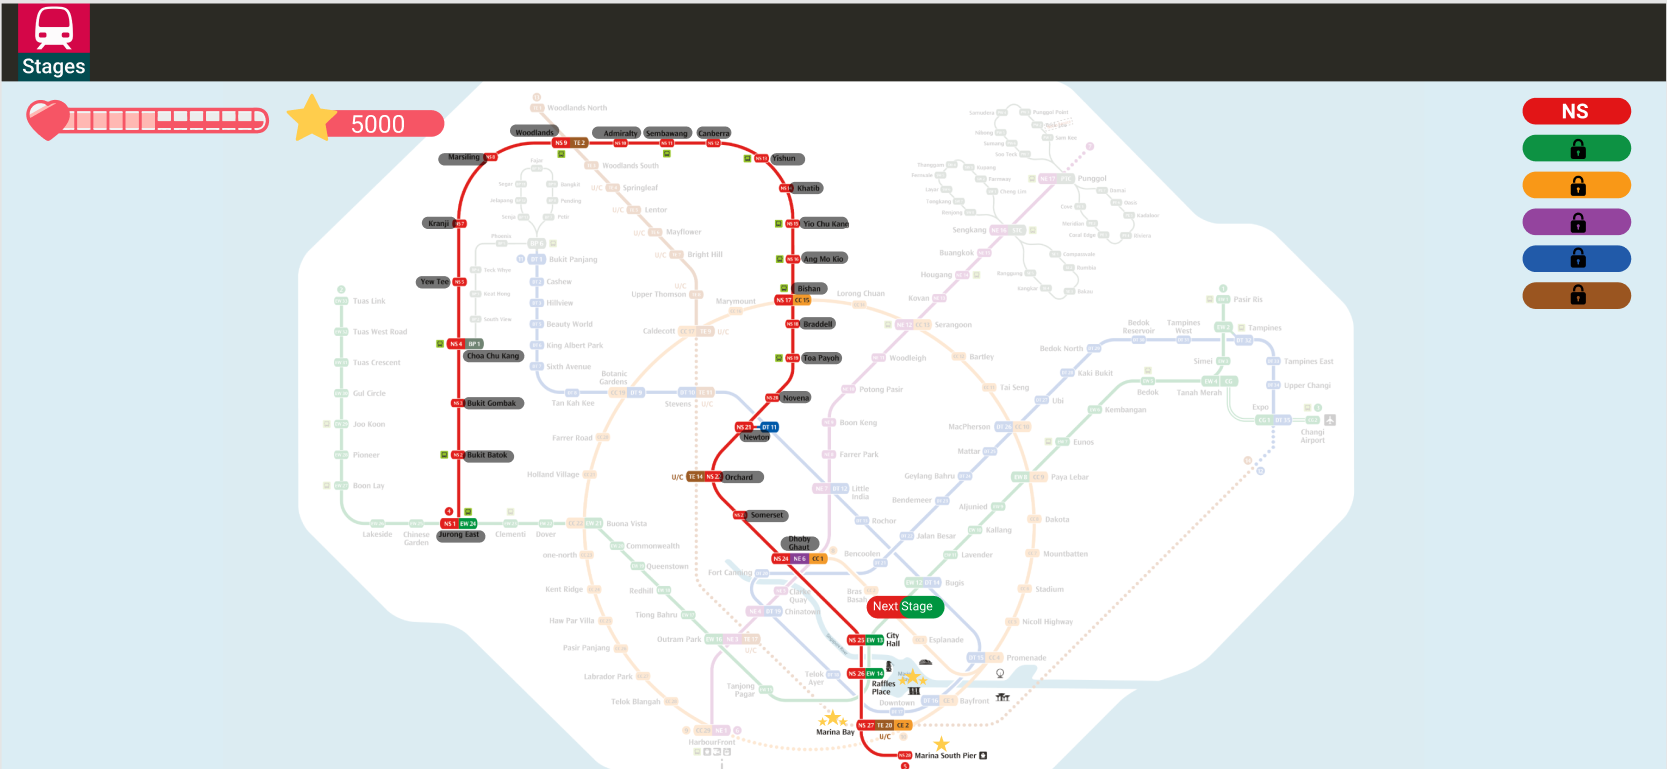 Stages
5000
NS
Woodlands North
Woodlands
NS 9 TE 2
Admiralty
NS 10
Sembawang
NS 11
Canberra
NS 12
Marsiling
NS 8
Yishun
NS 13
Woodlands South
U/C Springleaf
Khatib
U/C Lentor
Kranji
Yio Chu Kang
NS 15
U/C Mayflower
U/C Bright Hill
Ang Mo Kio
NS 16
Yew Tee
NS 5
Bishan
NS 17 CC 15
U/C
Upper Thomson
Marymount
Lorong Chuan
Braddell
NS 18
Caldecott
U/C
NS 4 BP 1
Choa Chu Kang
Toa Payoh
NS 19
Bukit Gombak
Novena
NS 20
NS 21 DT 11
Newton
Bukit Batok
U/C TE 14 NS 22 Orchard
Somerset
NS 1 EW 24
Jurong East
Dhoby
Ghaut
NS 24 NE 6 CC 1
Phoenix
Bukit Panjang
Cashew
Hillview
Beauty World
King Albert Park
Sixth Avenue
Tan Kah Kee
Botanic
Gardens
Stevens
U/C
Tuas Link
Tuas West Road
Tuas Crescent
Gul Circle
Joo Koon
Pioneer
Boon Lay
Lakeside
Chinese
Garden
Clementi
Dover
Buona Vista
Commonwealth
Queenstown
Redhill
Tiong Bahru
Outram Park
U/C
Tanjong
Pagar
Farrer Road
Holland Village
one-north
Kent Ridge
Haw Par Villa
Pasir Panjang
Labrador Park
Telok Blangah
HarbourFront
Punggol
Sengkang
Buangkok
Hougang
Kovan
Serangoon
Woodleigh
Potong Pasir
Boon Keng
Farrer Park
Little
India
Rochor
Jalan Besar
Bencoolen
Fort Canning
Clarke
Quay
Chinatown
Telok
Ayer
Downtown
Bayfront
Promenade
Esplanade
Bras
Basah
Nicoll Highway
Stadium
Mountbatten
Dakota
Paya Lebar
Bartley
Tai Seng
MacPherson
Mattar
Geylang Bahru
Bendemeer
Aljunied
Kallang
Lavender
Bugis
Eunos
Kembangan
Ubi
Kaki Bukit
Bedok North
Bedok
Reservoir
Tampines
West
Tampines
Pasir Ris
Simei
Tanah Merah
Bedok
Tampines East
Upper Changi
Expo
Changi
Airport
Next Stage
NS 25 EW 13
City
Hall
NS 26 EW 14
Raffles
Place
NS 27 TE 20 CE 2
Marina Bay
U/C
NS 28 Marina South Pier